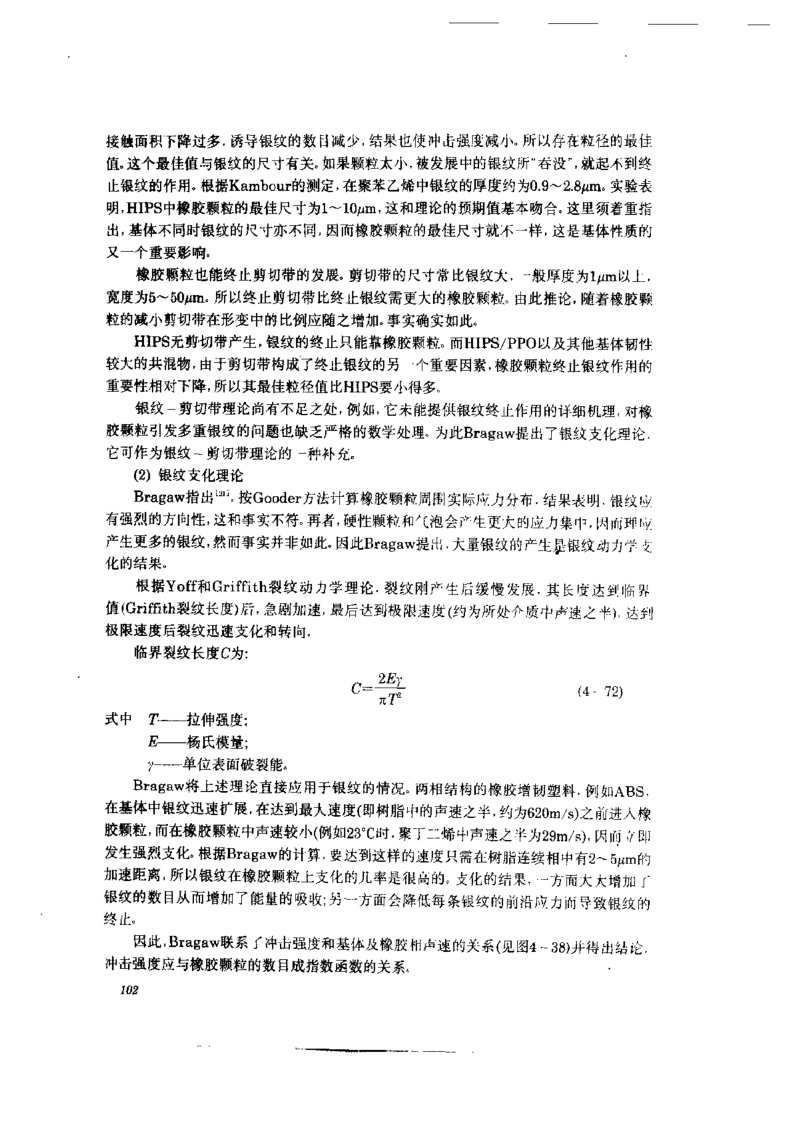 接触面积下降过多，诱导银纹的数目减少，结果也使冲击强度减小。所以存在粒径的最佳
值。这个最佳值与银纹的尺寸有关。如果颗粒太小，被发展中的银纹所“吞没”，就起不到终
止银纹的作用。根据Kambour的测定，在聚苯乙烯中银纹的厚度约为0.9～2.8μm。实验表
明，HIPS中橡胶颗粒的最佳尺寸为1～10μm，这和理论的预期值基本吻合。这里须着重指
出，基体不同时银纹的尺寸亦不同，因而橡胶颗粒的最佳尺寸就不一样，这是基体性质的
又一个重要影响。
橡胶颗粒也能终止剪切带的发展。剪切带的尺寸常比银纹大，一般厚度为1μm以上，
宽度为5～50μm。所以终止剪切带比终止银纹需更大的橡胶颗粒。由此推论，随着橡胶颗
粒的减小剪切带在形变中的比例应随之增加。事实确实如此。
HIPS无剪切带产生，银纹的终止只能靠橡胶颗粒。而HIPS/PPO以及其他基体韧性
较大的共混物，由于剪切带构成了终止银纹的另一个重要因素，橡胶颗粒终止银纹作用的
重要性相对下降，所以其最佳粒径值比HIPS要小得多。
银纹－剪切带理论尚有不足之处，例如，它未能提供银纹终止作用的详细机理，对橡
胶颗粒引发多重银纹的问题也缺乏严格的数学处理。为此Bragaw提出了银纹支化理论，
它可作为银纹－剪切带理论的一种补充。
(2) 银纹支化理论
Bragaw指出，按Gooder方法计算橡胶颗粒周围实际应力分布，结果表明，银纹应
有强烈的方向性，这和事实不符。再者，硬性颗粒和气泡会产生更大的应力集中，因而理应
产生更多的银纹，然而事实并非如此。因此Bragaw提出，大量银纹的产生是银纹动力学支
化的结果。
根据Yoff和Griffith裂纹动力学理论，裂纹刚产生后缓慢发展，其长度达到临界
值(Griffith裂纹长度)后，急剧加速，最后达到极限速度(约为所处介质中声速之半)，达到
极限速度后裂纹迅速支化和转向。
临界裂纹长度C为：
C=2Eγ/πT² (4-72)
式中 T——拉伸强度；
E——杨氏模量；
γ——单位表面破裂能。
Bragaw将上述理论直接应用于银纹的情况。两相结构的橡胶增韧塑料，例如ABS，
在基体中银纹迅速扩展，在达到最大速度(即树脂中的声速之半，约为620m/s)之前进入橡
胶颗粒，而在橡胶颗粒中声速较小(例如23℃时，聚丁二烯中声速之半为29m/s)，因而立即
发生强烈支化。根据Bragaw的计算，要达到这样的速度只需在树脂连续相中有2～5μm的
加速距离，所以银纹在橡胶颗粒上支化的几率是很高的。支化的结果，一方面大大增加了
银纹的数目从而增加了能量的吸收；另一方面会降低每条银纹的前沿应力而导致银纹的
终止。
因此，Bragaw联系了冲击强度和基体及橡胶相声速的关系(见图4-38)并得出结论，
冲击强度应与橡胶颗粒的数目成指数函数的关系。
102